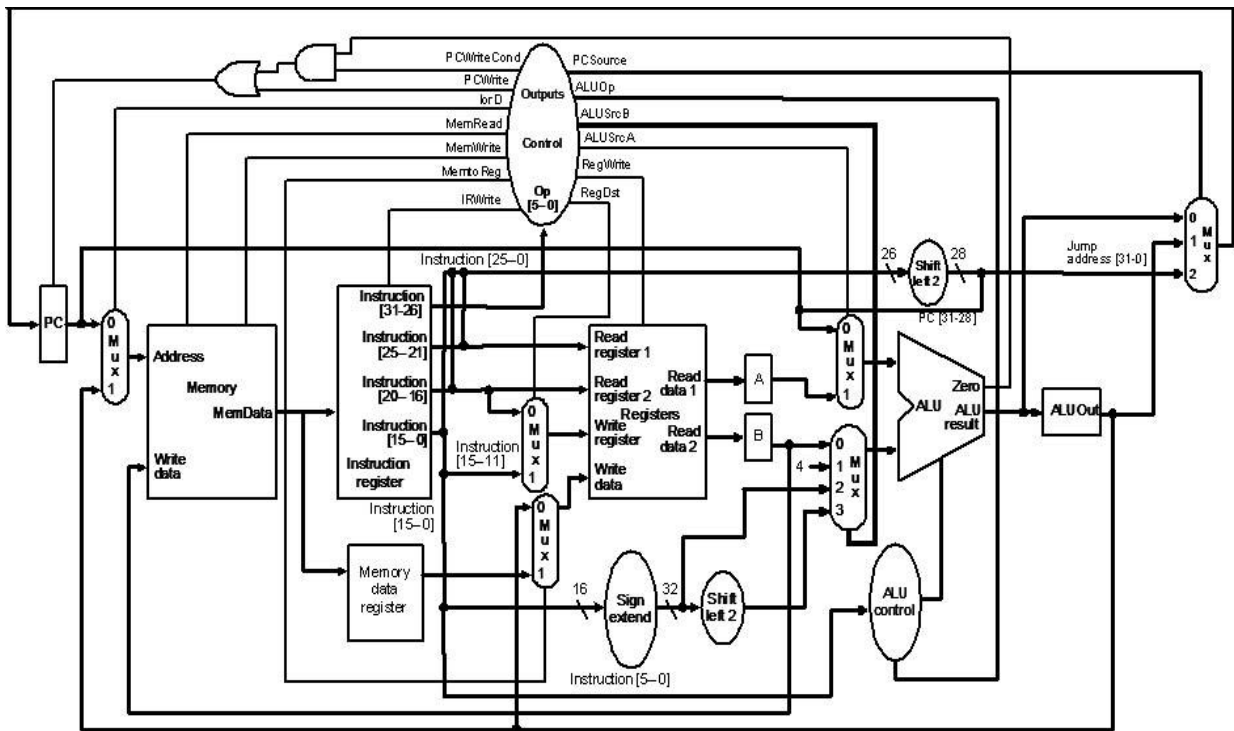 PCWriteCond
PCSource
PCWrite
ALUOp
IorD
Outputs
ALUSrcB
MemRead
ALUSrcA
MemWrite
Control
RegWrite
MemtoReg
Op
[5–0]
RegDst
IRWrite
Instruction [25–0]
26
Shift
left 2
28
Jump
address [31-0]
0
1
2
M
u
x
PC [31-28]
PC
0
M
u
x
1
Address
Memory
MemData
Write
data
Instruction
[31-26]
Instruction
[25–21]
Instruction
[20–16]
Instruction
[15–0]
Instruction
register
Instruction
[15–0]
Instruction
[15–11]
0
M
u
x
1
Read
register 1
Read
register 2
Registers
Write
register
Write
data
Read
data 1
Read
data 2
A
B
0
M
u
x
1
4
0
1
2
3
M
u
x
Zero
ALU
ALU
result
ALUOut
0
M
u
x
1
Memory
data
register
16
Sign
extend
32
Shift
left 2
ALU
control
Instruction [5–0]